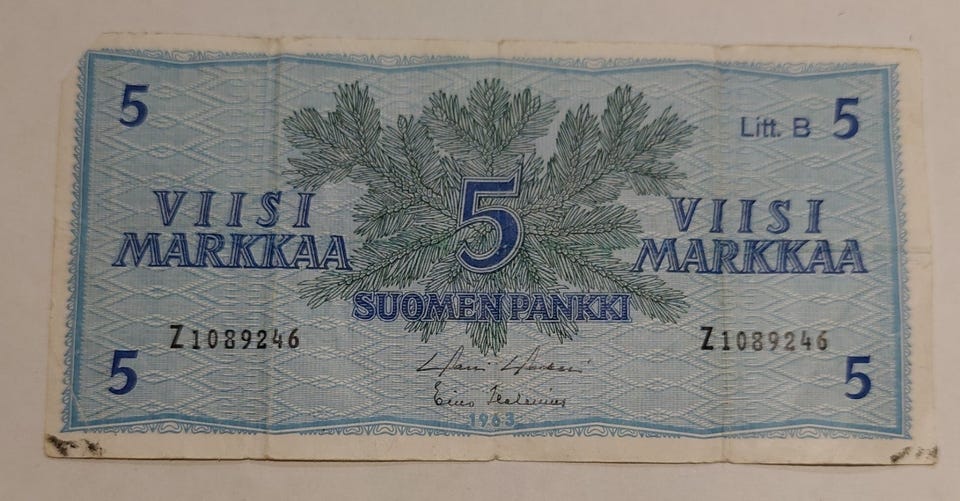 5 Litt. B 5
VIISI MARKKAA 5 VIISI MARKKAA
SUOMEN PANKKI
Z1089246 Z1089246
5 5
1963